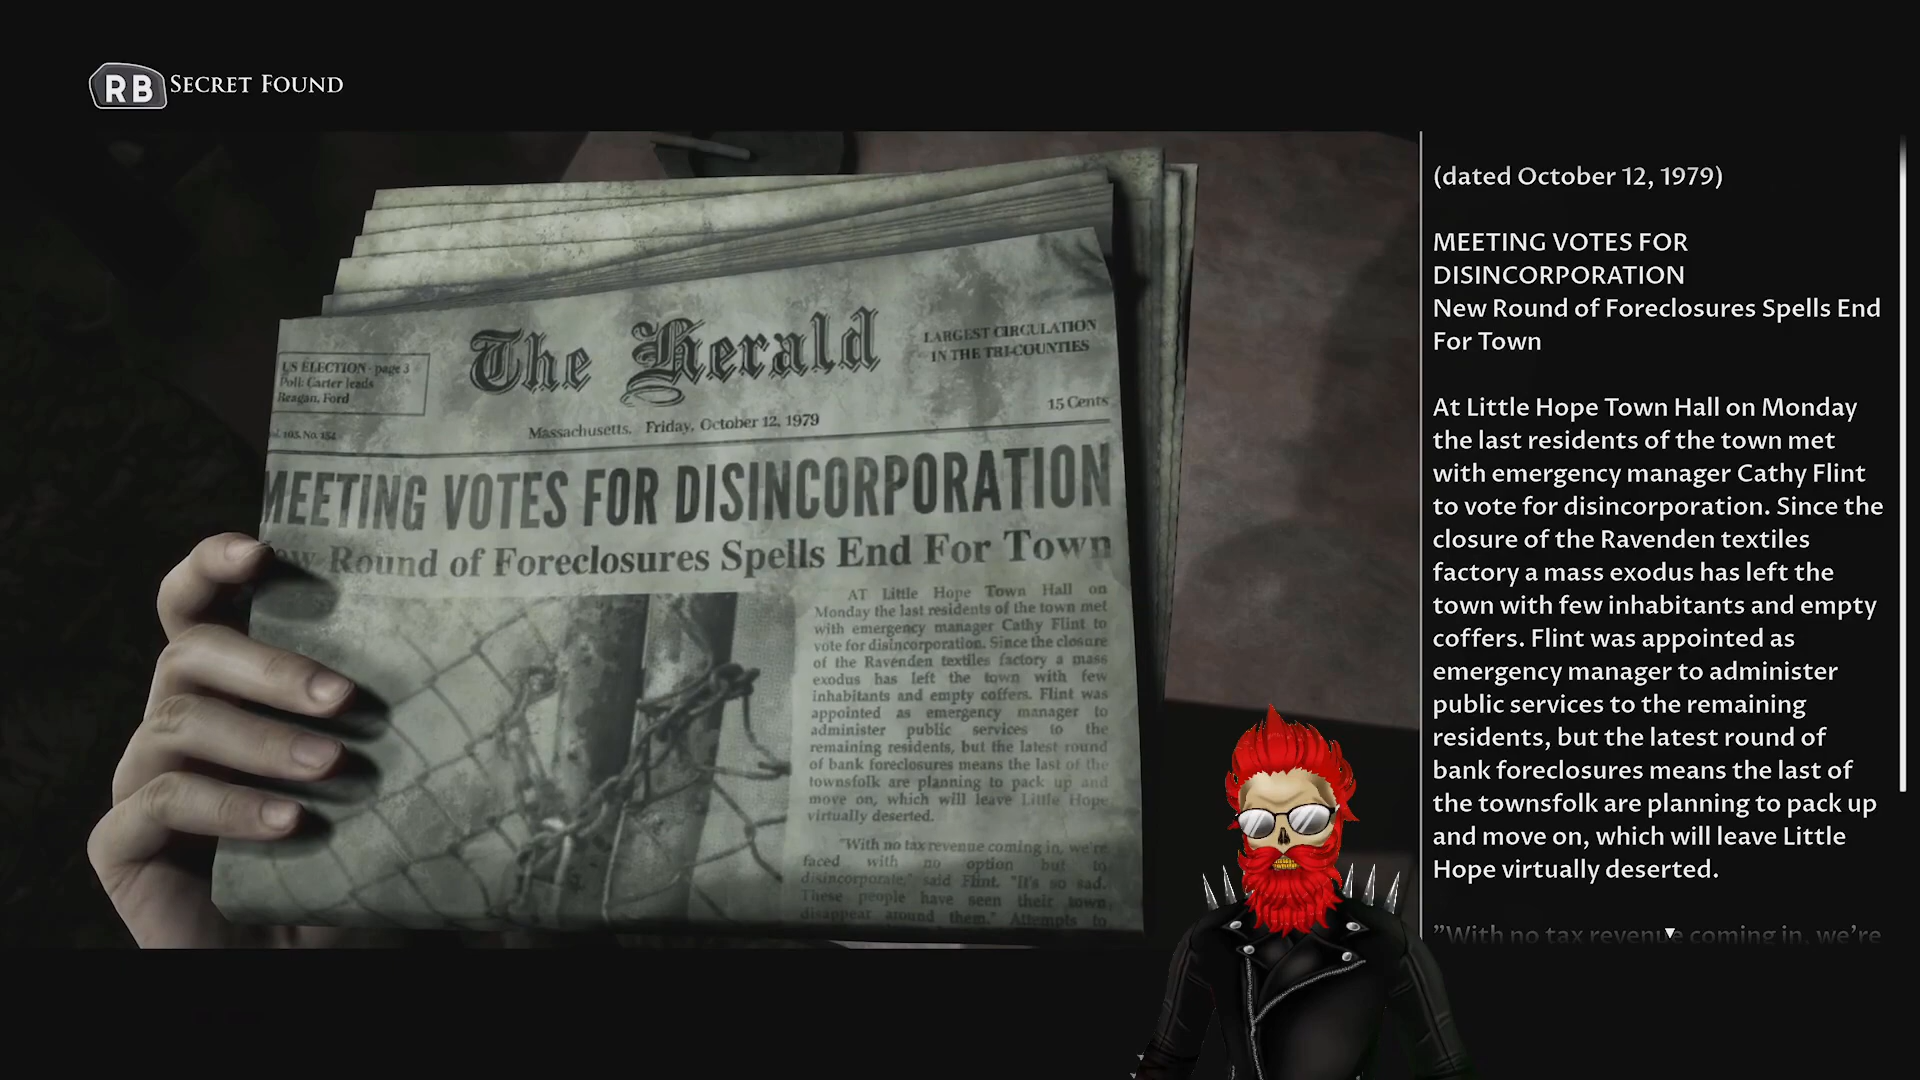 RB SECRET FOUND
US ELECTION - page 3
Poll: Carter leads
Reagan, Ford
The Herald
LARGEST CIRCULATION
IN THE TRI-COUNTIES
15 Cents
103, No. 154
Massachusetts. Friday, October 12, 1979
MEETING VOTES FOR DISINCORPORATION
Round of Foreclosures Spells End For Town
AT Little Hope Town Hall on
Monday the last residents of the town met
with emergency manager Cathy Flint to
vote for disincorporation. Since the closure
of the Ravenden textiles factory a mass
exodus has left the town with few
inhabitants and empty coffers. Flint was
appointed as emergency manager to
administer public services to the
remaining residents, but the latest round
of bank foreclosures means the last of the
townsfolk are planning to pack up and
move on, which will leave Little Hope
virtually deserted.
"With no tax revenue coming in, we're
faced with no option but to
disincorporate," said Flint. "It's so sad.
These people have seen their town
disappear around them." Attempts to
(dated October 12, 1979)
MEETING VOTES FOR
DISINCORPORATION
New Round of Foreclosures Spells End
For Town
At Little Hope Town Hall on Monday
the last residents of the town met
with emergency manager Cathy Flint
to vote for disincorporation. Since the
closure of the Ravenden textiles
factory a mass exodus has left the
town with few inhabitants and empty
coffers. Flint was appointed as
emergency manager to administer
public services to the remaining
residents, but the latest round of
bank foreclosures means the last of
the townsfolk are planning to pack up
and move on, which will leave Little
Hope virtually deserted.
"With no tax revenue coming in, we're